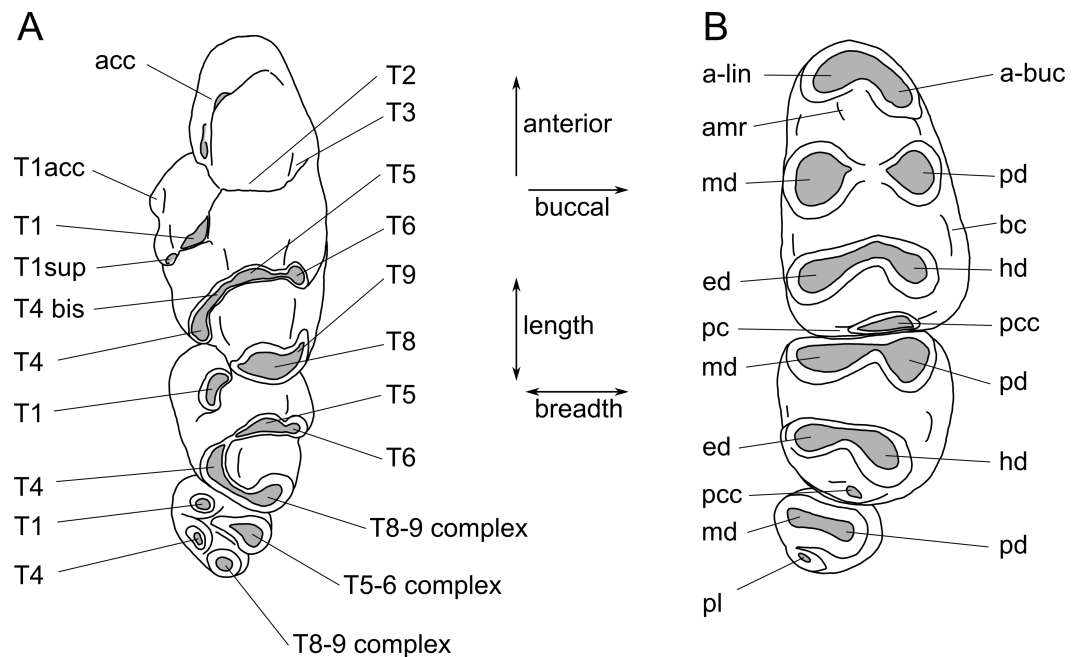 A
acc
T2
T3
T1acc
T5
T1
T6
T1sup
T9
T4 bis
T8
T4
T5
T1
T6
T4
T8-9 complex
T1
T5-6 complex
T4
T8-9 complex
anterior
buccal
length
breadth
B
a-lin
a-buc
amr
md
pd
bc
ed
hd
pc
pcc
md
pd
ed
hd
pcc
md
pd
pl